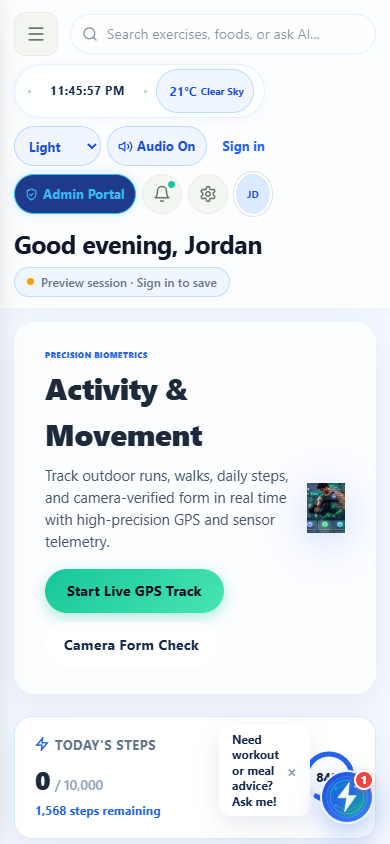 Search exercises, foods, or ask AI...
11:45:57 PM
21°C Clear Sky
Light
Audio On
Sign in
Admin Portal
JD
Good evening, Jordan
Preview session · Sign in to save
PRECISION BIOMETRICS
Activity &
Movement
Track outdoor runs, walks, daily steps,
and camera-verified form in real time
with high-precision GPS and sensor
telemetry.
Start Live GPS Track
Camera Form Check
TODAY'S STEPS
0 / 10,000
1,568 steps remaining
Need
workout
or meal
advice?
Ask me!
×
1